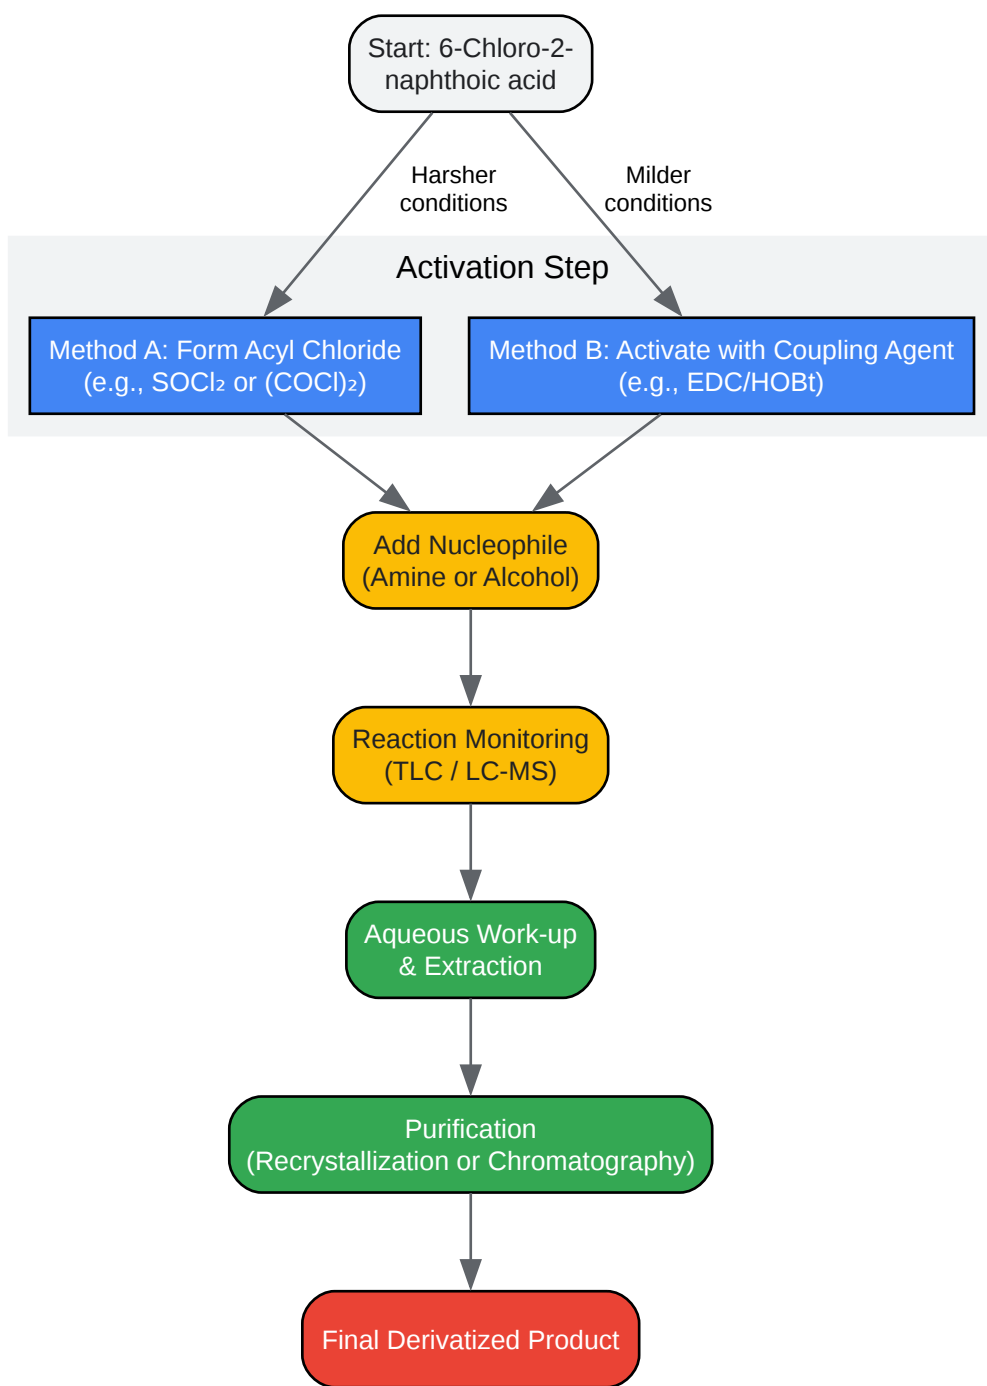 Start: 6-Chloro-2-
naphthoic acid
Harsher
conditions
Milder
conditions
Activation Step
Method A: Form Acyl Chloride
(e.g., SOCl₂ or (COCl)₂)
Method B: Activate with Coupling Agent
(e.g., EDC/HOBt)
Add Nucleophile
(Amine or Alcohol)
Reaction Monitoring
(TLC / LC-MS)
Aqueous Work-up
& Extraction
Purification
(Recrystallization or Chromatography)
Final Derivatized Product